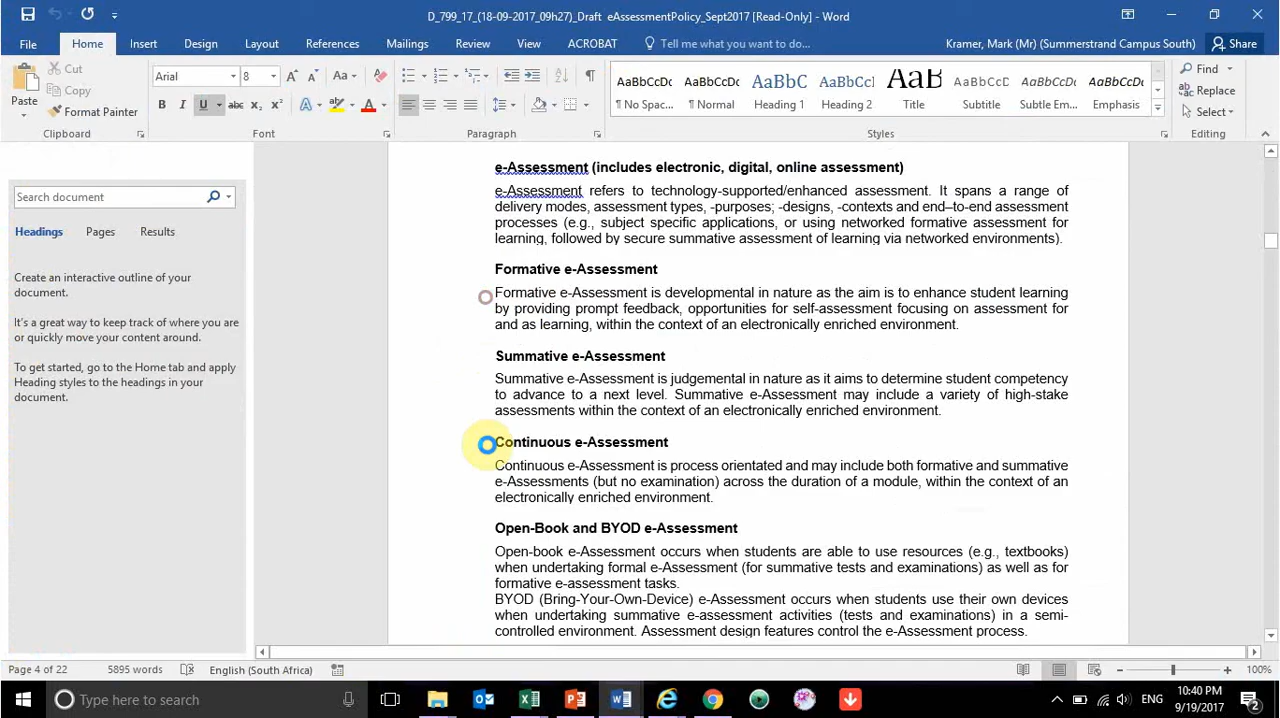 D_799_17_(18-09-2017_09h27)_Draft eAssessmentPolicy_Sept2017 [Read-Only] - Word
File Home Insert Design Layout References Mailings Review View ACROBAT Tell me what you want to do... Kramer, Mark (Mr) (Summerstrand Campus South) Share
Paste
Cut
Copy
Format Painter
Clipboard
Arial 8
Font
Paragraph
AaBbCcDc AaBbCcDc AaBbC AaBbCcC AaB AaBbCcD AaBbCcDc AaBbCcDc
¶ No Spac... ¶ Normal Heading 1 Heading 2 Title Subtitle Subtle Em... Emphasis
Styles
Find
Replace
Select
Editing
Search document
Headings Pages Results
Create an interactive outline of your
document.
It's a great way to keep track of where you are
or quickly move your content around.
To get started, go to the Home tab and apply
Heading styles to the headings in your
document.
e-Assessment (includes electronic, digital, online assessment)
e-Assessment refers to technology-supported/enhanced assessment. It spans a range of
delivery modes, assessment types, -purposes; -designs, -contexts and end–to-end assessment
processes (e.g., subject specific applications, or using networked formative assessment for
learning, followed by secure summative assessment of learning via networked environments).
Formative e-Assessment
Formative e-Assessment is developmental in nature as the aim is to enhance student learning
by providing prompt feedback, opportunities for self-assessment focusing on assessment for
and as learning, within the context of an electronically enriched environment.
Summative e-Assessment
Summative e-Assessment is judgemental in nature as it aims to determine student competency
to advance to a next level. Summative e-Assessment may include a variety of high-stake
assessments within the context of an electronically enriched environment.
Continuous e-Assessment
Continuous e-Assessment is process orientated and may include both formative and summative
e-Assessments (but no examination) across the duration of a module, within the context of an
electronically enriched environment.
Open-Book and BYOD e-Assessment
Open-book e-Assessment occurs when students are able to use resources (e.g., textbooks)
when undertaking formal e-Assessment (for summative tests and examinations) as well as for
formative e-assessment tasks.
BYOD (Bring-Your-Own-Device) e-Assessment occurs when students use their own devices
when undertaking summative e-assessment activities (tests and examinations) in a semi-
controlled environment. Assessment design features control the e-Assessment process.
Page 4 of 22 5895 words English (South Africa) 100%
Type here to search
ENG
10:40 PM
9/19/2017
2